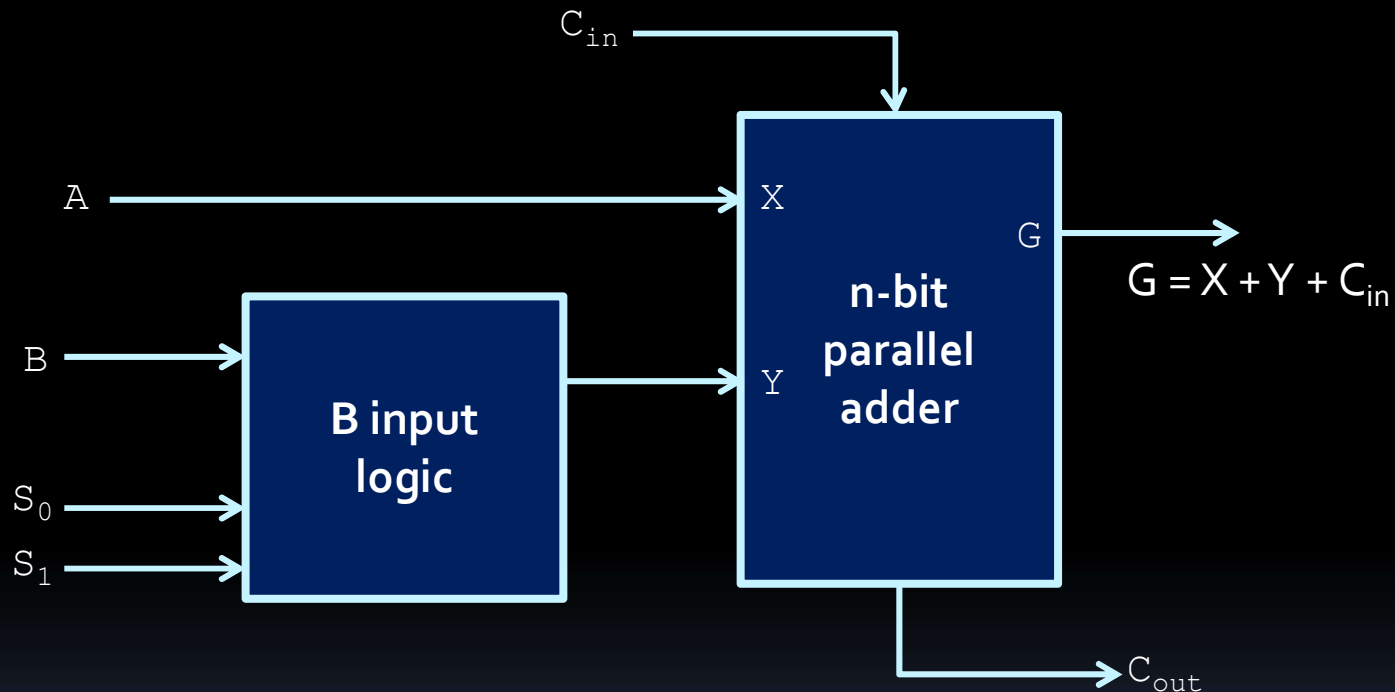 C_in
A
X
G
G = X + Y + C_in
n-bit
parallel
adder
B
Y
B input
logic
S_0
S_1
C_out